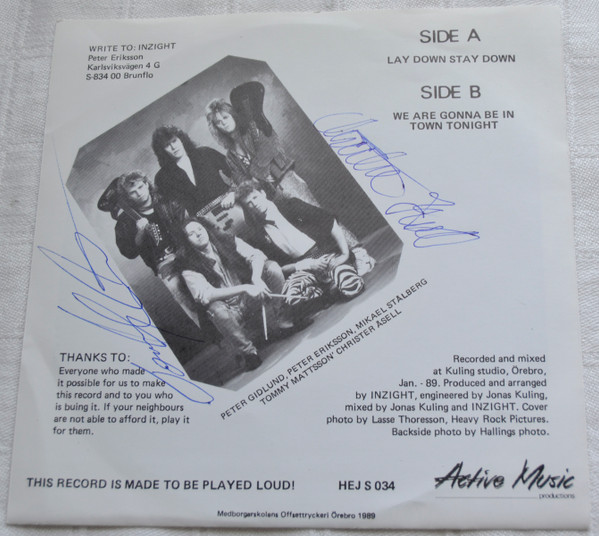 WRITE TO: INZIGHT
Peter Eriksson
Karlsviksvägen 4 G
S-834 00 Brunflo
SIDE A
LAY DOWN STAY DOWN
SIDE B
WE ARE GONNA BE IN
TOWN TONIGHT
PETER GIDLUND, PETER ERIKSSON, MIKAEL STÅLBERG
TOMMY MATTSSON' CHRISTER ASELL
THANKS TO:
Everyone who made
it possible for us to make
this record and to you who
is buing it. If your neighbours
are not able to afford it, play it
for them.
Recorded and mixed
at Kuling studio, Örebro,
Jan. - 89. Produced and arranged
by INZIGHT, engineered by Jonas Kuling,
mixed by Jonas Kuling and INZIGHT. Cover
photo by Lasse Thoresson, Heavy Rock Pictures.
Backside photo by Hallings photo.
THIS RECORD IS MADE TO BE PLAYED LOUD!
HEJ S 034
Active Music
productions
Medborgarskolans Offsettryckeri Örebro 1989